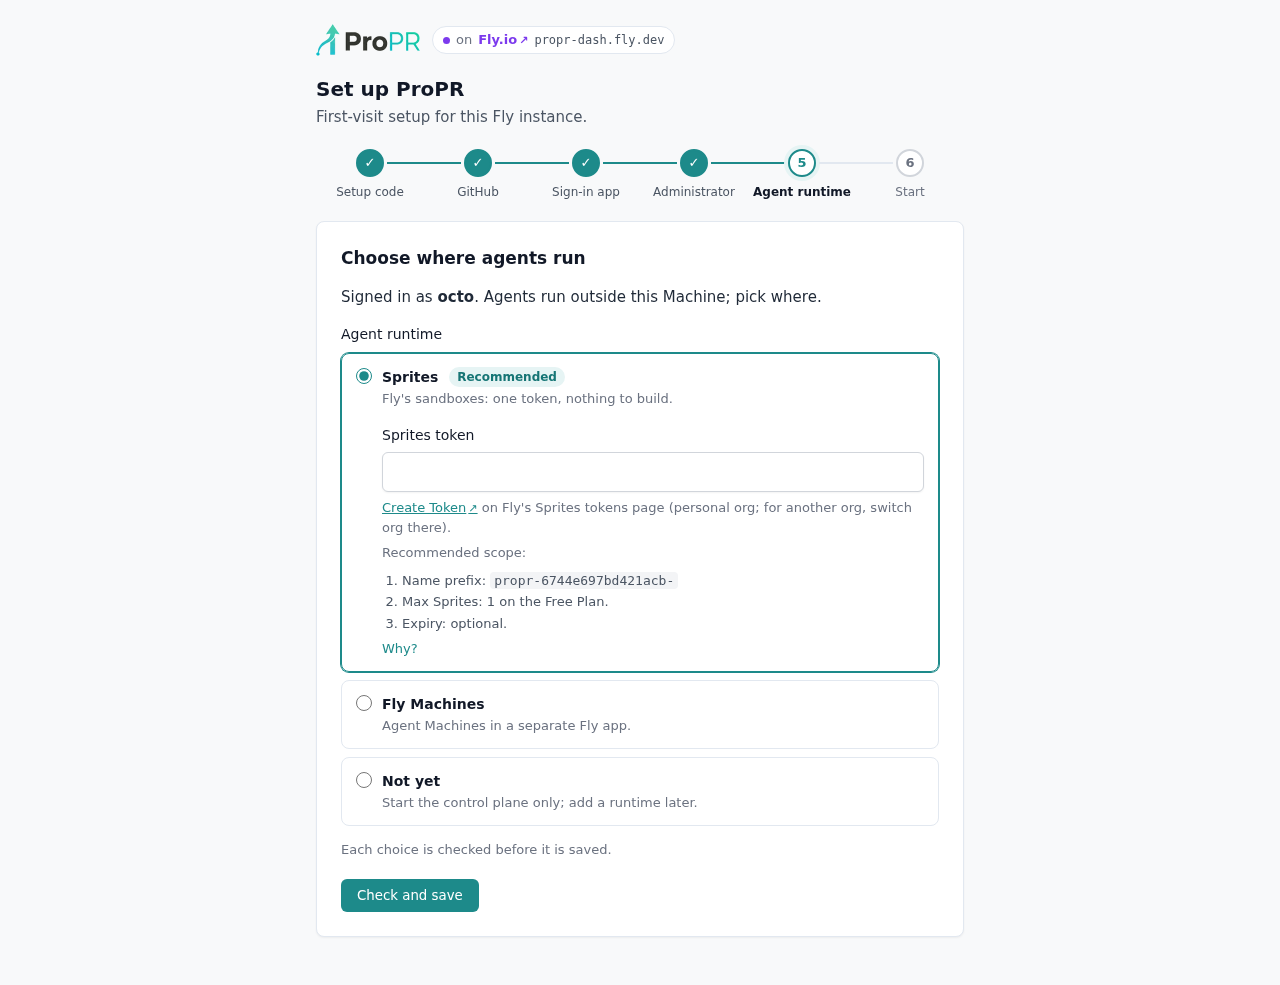 ProPR
on Fly.io↗ propr-dash.fly.dev
Set up ProPR
First-visit setup for this Fly instance.
✓ ✓ ✓ ✓ 5 6
Setup code GitHub Sign-in app Administrator Agent runtime Start
Choose where agents run
Signed in as octo. Agents run outside this Machine; pick where.
Agent runtime
Sprites Recommended
Fly's sandboxes: one token, nothing to build.
Sprites token
Create Token↗ on Fly's Sprites tokens page (personal org; for another org, switch
org there).
Recommended scope:
1. Name prefix: propr-6744e697bd421acb-
2. Max Sprites: 1 on the Free Plan.
3. Expiry: optional.
Why?
Fly Machines
Agent Machines in a separate Fly app.
Not yet
Start the control plane only; add a runtime later.
Each choice is checked before it is saved.
Check and save